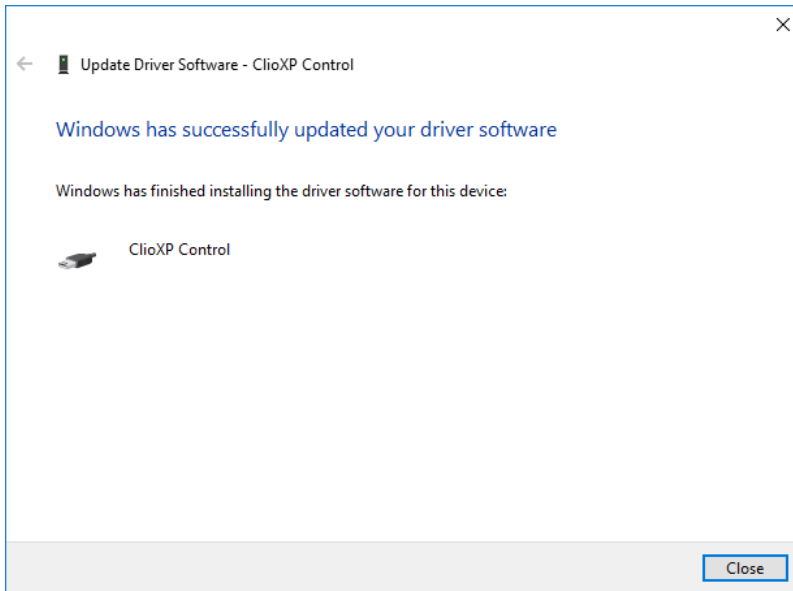 Update Driver Software - ClioXP Control
Windows has successfully updated your driver software
Windows has finished installing the driver software for this device:
ClioXP Control
Close